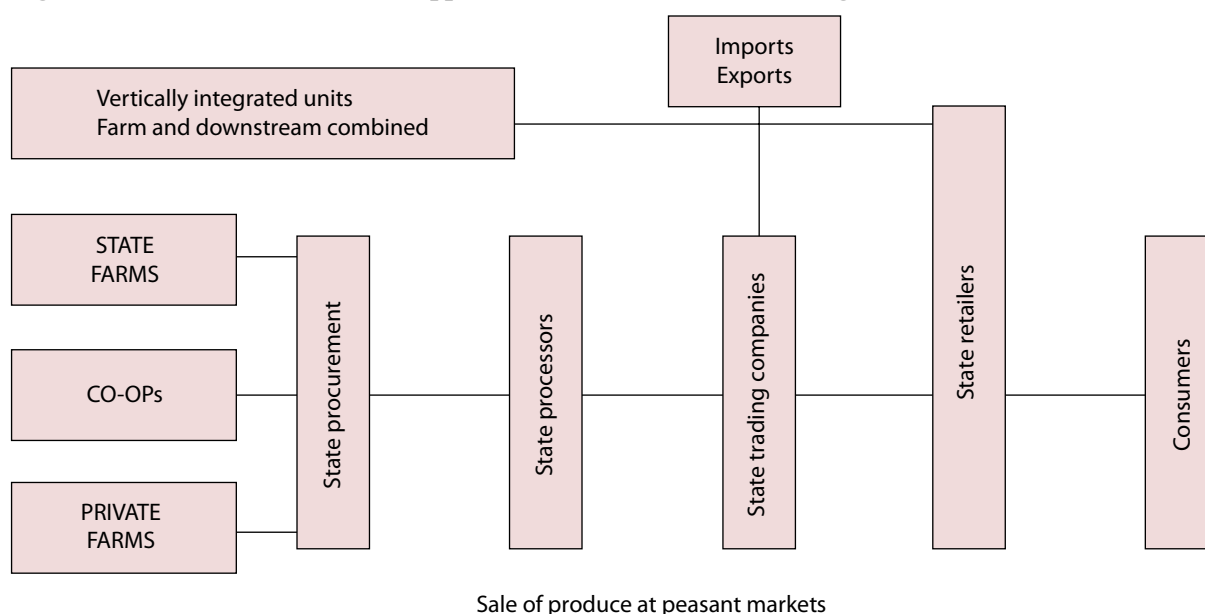 Imports
Exports
Vertically integrated units
Farm and downstream combined
STATE
FARMS
CO-OPs
PRIVATE
FARMS
State procurement
State processors
State trading companies
State retailers
Consumers
Sale of produce at peasant markets